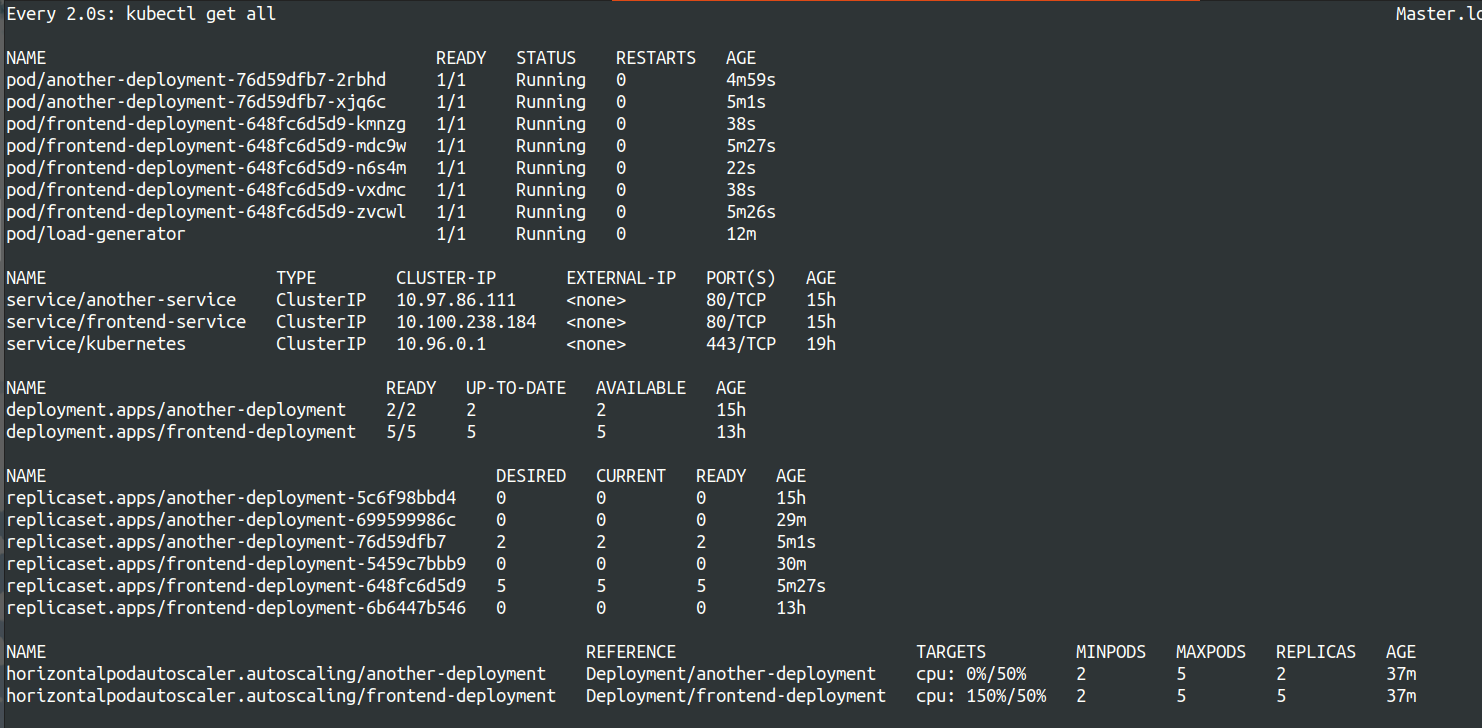 Every 2.0s: kubectl get all Master.lo
NAME READY STATUS RESTARTS AGE
pod/another-deployment-76d59dfb7-2rbhd 1/1 Running 0 4m59s
pod/another-deployment-76d59dfb7-xjq6c 1/1 Running 0 5m1s
pod/frontend-deployment-648fc6d5d9-kmnzg 1/1 Running 0 38s
pod/frontend-deployment-648fc6d5d9-mdc9w 1/1 Running 0 5m27s
pod/frontend-deployment-648fc6d5d9-n6s4m 1/1 Running 0 22s
pod/frontend-deployment-648fc6d5d9-vxdmc 1/1 Running 0 38s
pod/frontend-deployment-648fc6d5d9-zvcwl 1/1 Running 0 5m26s
pod/load-generator 1/1 Running 0 12m
NAME TYPE CLUSTER-IP EXTERNAL-IP PORT(S) AGE
service/another-service ClusterIP 10.97.86.111 <none> 80/TCP 15h
service/frontend-service ClusterIP 10.100.238.184 <none> 80/TCP 15h
service/kubernetes ClusterIP 10.96.0.1 <none> 443/TCP 19h
NAME READY UP-TO-DATE AVAILABLE AGE
deployment.apps/another-deployment 2/2 2 2 15h
deployment.apps/frontend-deployment 5/5 5 5 13h
NAME DESIRED CURRENT READY AGE
replicaset.apps/another-deployment-5c6f98bbd4 0 0 0 15h
replicaset.apps/another-deployment-699599986c 0 0 0 29m
replicaset.apps/another-deployment-76d59dfb7 2 2 2 5m1s
replicaset.apps/frontend-deployment-5459c7bbb9 0 0 0 30m
replicaset.apps/frontend-deployment-648fc6d5d9 5 5 5 5m27s
replicaset.apps/frontend-deployment-6b6447b546 0 0 0 13h
NAME REFERENCE TARGETS MINPODS MAXPODS REPLICAS AGE
horizontalpodautoscaler.autoscaling/another-deployment Deployment/another-deployment cpu: 0%/50% 2 5 2 37m
horizontalpodautoscaler.autoscaling/frontend-deployment Deployment/frontend-deployment cpu: 150%/50% 2 5 5 37m